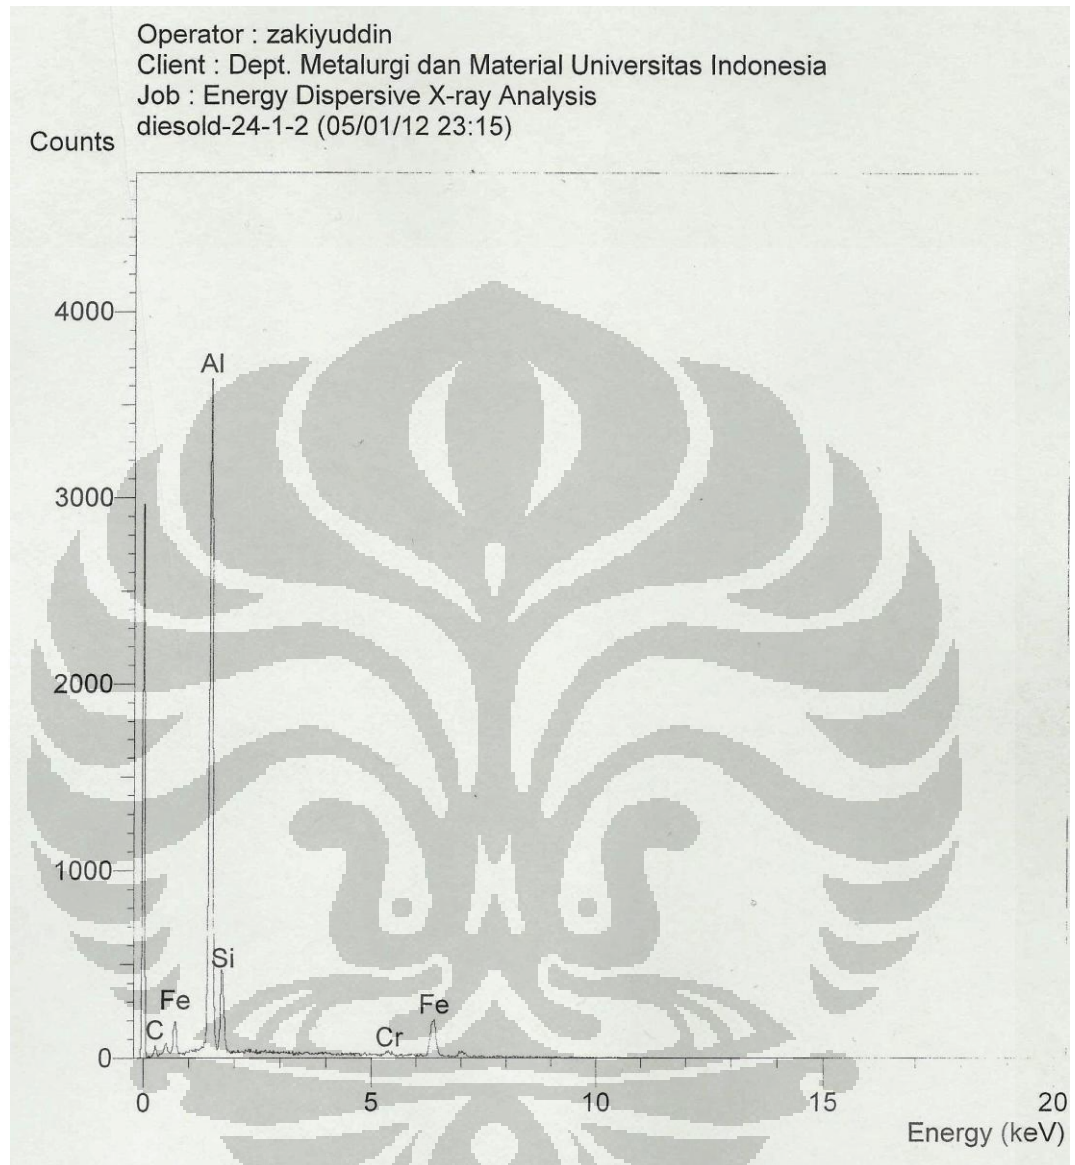 Operator : zakiyuddin
Client : Dept. Metalurgi dan Material Universitas Indonesia
Job : Energy Dispersive X-ray Analysis
diesold-24-1-2 (05/01/12 23:15)
Counts
4000
Al
3000
2000
1000
Si
Fe
Fe
C
Cr
0
0 5 10 15 20
Energy (keV)